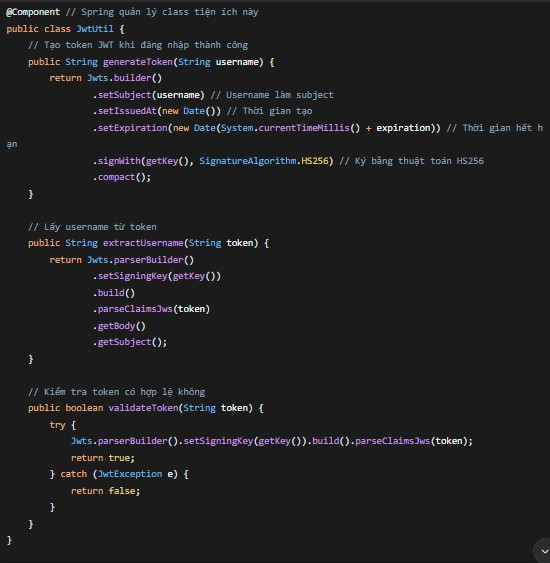 @Component // Spring quản lý class tiện ích này
public class JwtUtil {
    // Tạo token JWT khi đăng nhập thành công
    public String generateToken(String username) {
        return Jwts.builder()
                .setSubject(username) // Username làm subject
                .setIssuedAt(new Date()) // Thời gian tạo
                .setExpiration(new Date(System.currentTimeMillis() + expiration)) // Thời gian hết h
ạn
                .signWith(getKey(), SignatureAlgorithm.HS256) // Ký bằng thuật toán HS256
                .compact();
    }
    // Lấy username từ token
    public String extractUsername(String token) {
        return Jwts.parserBuilder()
                .setSigningKey(getKey())
                .build()
                .parseClaimsJws(token)
                .getBody()
                .getSubject();
    }
    // Kiểm tra token có hợp lệ không
    public boolean validateToken(String token) {
        try {
            Jwts.parserBuilder().setSigningKey(getKey()).build().parseClaimsJws(token);
            return true;
        } catch (JwtException e) {
            return false;
        }
    }
}